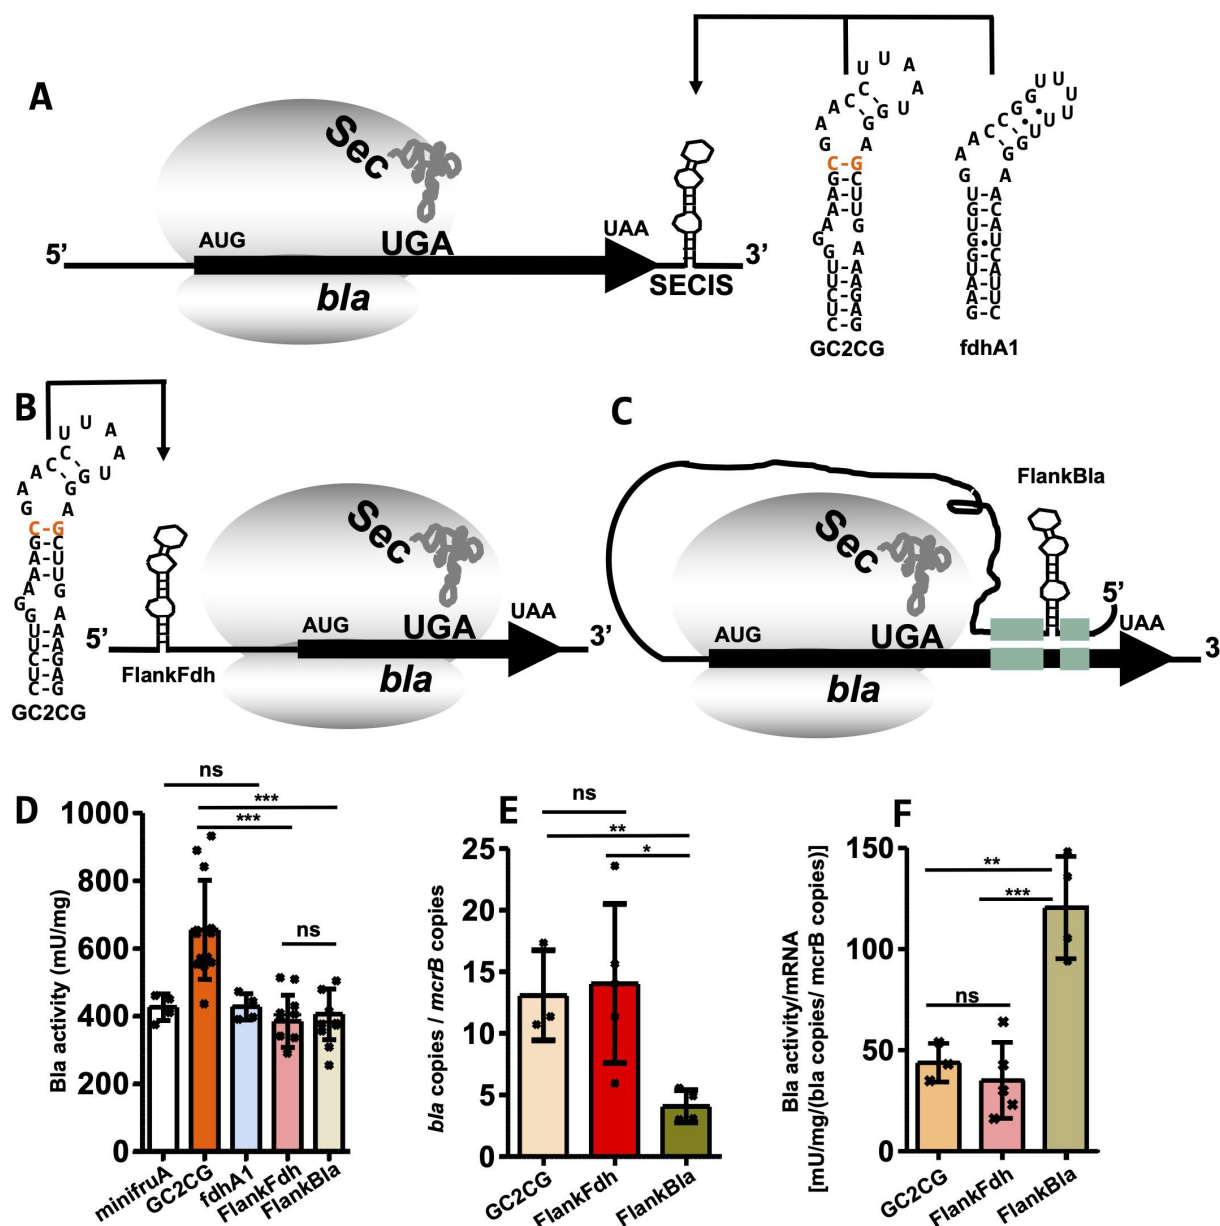 A
5’
AUG
Sec
UGA
UAA
3’
bla
SECIS
U U A
C A
A A C C G U
G G
A
C-G
G-C
A-U
A-U
A G
G
G A
U-A
U-A
C-G
U-A
C-G
GC2CG
U U U
G G U U
A A C C G U U
G G
A
U-A
G-C
U-A
G•U
G-C
U-A
A-U
A-U
G-C
fdhA1
B
U U A
C A
A A C C G U
G G
A
C-G
G-C
A-U
A-U
A G
G
G A
U-A
U-A
C-G
U-A
C-G
GC2CG
5’
FlankFdh
Sec
AUG
UGA
UAA
3’
bla
C
FlankBla
Sec
5’
AUG
UGA
UAA
3
bla
D
ns
***
***
ns
Bla activity (mU/mg)
1000
800
600
400
200
0
minifruA
GC2CG
fdhA1
FlankFdh
FlankBla
E
ns
**
*
bla copies / mcrB copies
25
20
15
10
5
0
GC2CG
FlankFdh
FlankBla
F
**
***
ns
Bla activity/mRNA
[mU/mg/(bla copies/ mcrB copies)]
150
100
50
0
GC2CG
FlankFdh
FlankBla